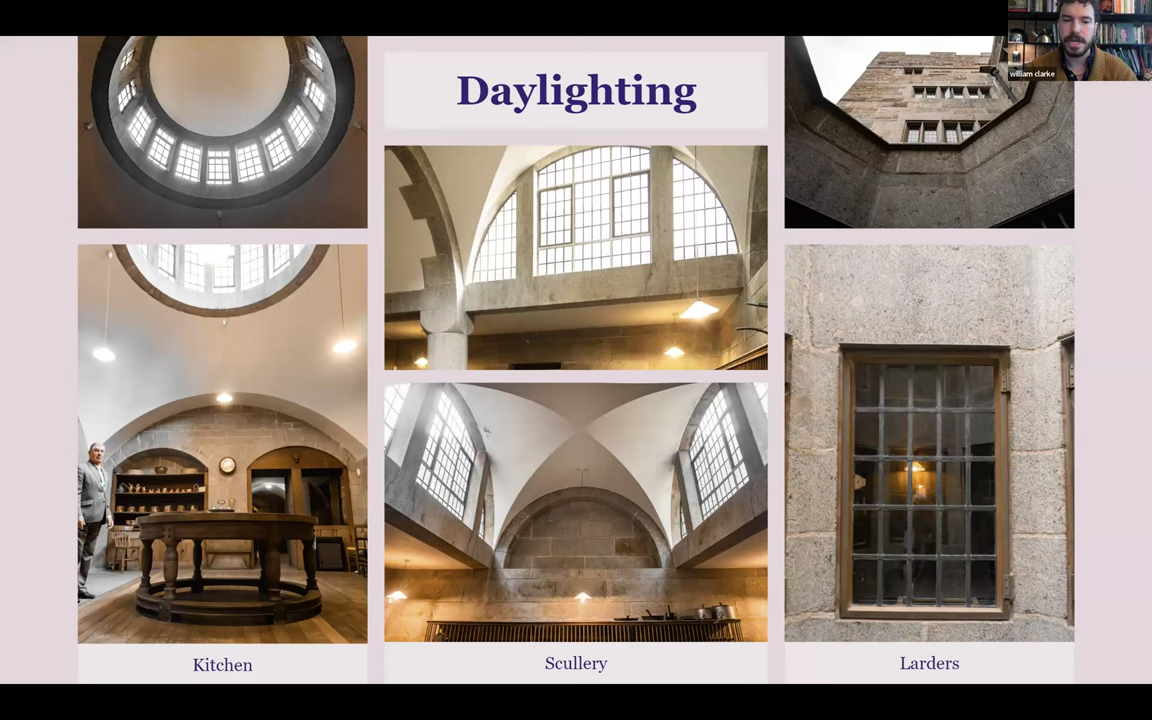 Daylighting
william clarke
Kitchen
Scullery
Larders